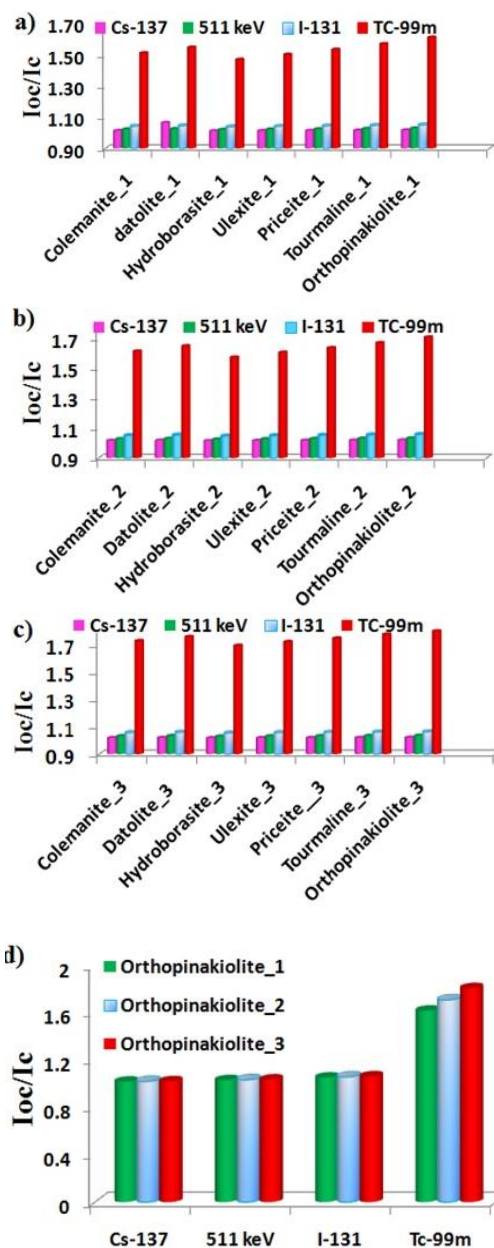 a)
Cs-137 511 keV I-131 TC-99m
Ioc/Ic
1.70
1.50
1.30
1.10
0.90
Colemanite_1
datolite_1
Hydroborasite_1
Ulexite_1
Priceite_1
Tourmaline_1
Orthopinakiolite_1
b)
Cs-137 511 keV I-131 TC-99m
Ioc/Ic
1.7
1.5
1.3
1.1
0.9
Colemanite_2
Datolite_2
Hydroborasite_2
Ulexite_2
Priceite_2
Tourmaline_2
Orthopinakiolite_2
c)
Cs-137 511 keV I-131 TC-99m
Ioc/Ic
1.7
1.5
1.3
1.1
0.9
Colemanite_3
Datolite_3
Hydroborasite_3
Ulexite_3
Priceite__3
Tourmaline_3
Orthopinakiolite_3
d)
Orthopinakiolite_1
Orthopinakiolite_2
Orthopinakiolite_3
Ioc/Ic
2
1.6
1.2
0.8
0.4
0
Cs-137 511 keV I-131 Tc-99m